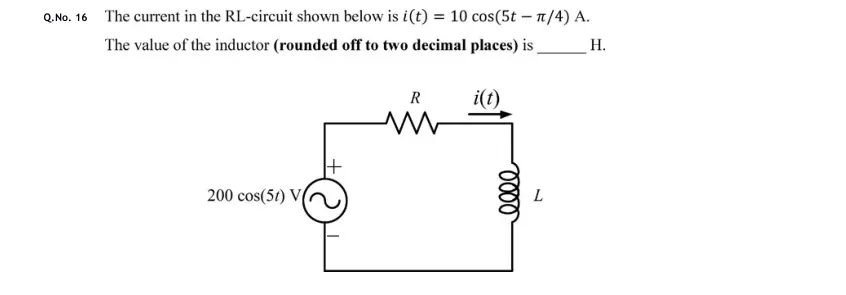 Q.No. 16 The current in the RL-circuit shown below is i(t) = 10 cos(5t − π/4) A.
The value of the inductor (rounded off to two decimal places) is ______ H.
R i(t)
+
200 cos(5t) V
L
−